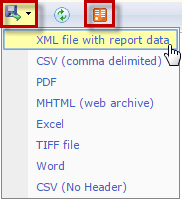 XML file with report data
CSV (comma delimited)
PDF
MHTML (web archive)
Excel
TIFF file
Word
CSV (No Header)